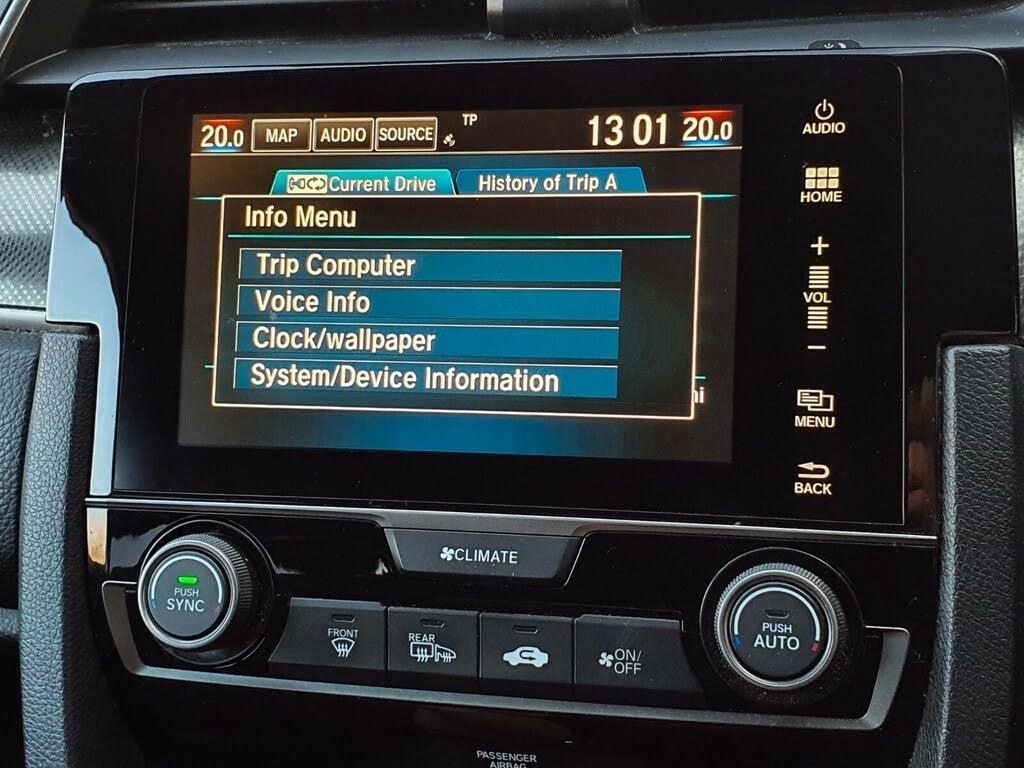 20.0 MAP AUDIO SOURCE TP 13 01 20.0
Current Drive History of Trip A
Info Menu
Trip Computer
Voice Info
Clock/wallpaper
System/Device Information
AUDIO
HOME
+
VOL
−
MENU
BACK
CLIMATE
PUSH
SYNC
FRONT
REAR
ON/
OFF
PUSH
AUTO
PASSENGER
AIRBAG